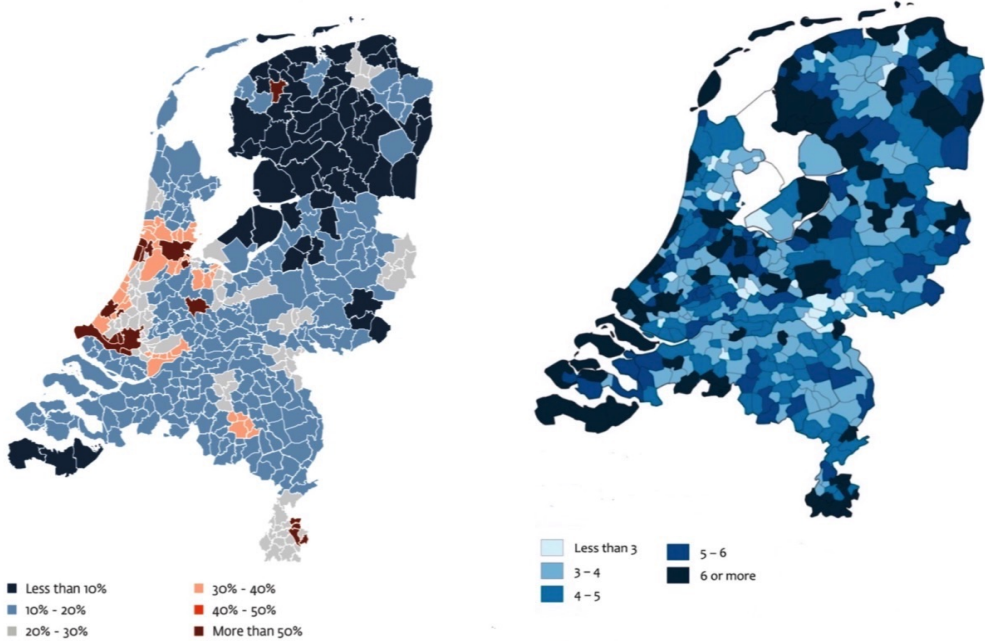 Less than 10%
10% - 20%
20% - 30%
30% - 40%
40% - 50%
More than 50%
Less than 3
3 – 4
4 – 5
5 – 6
6 or more